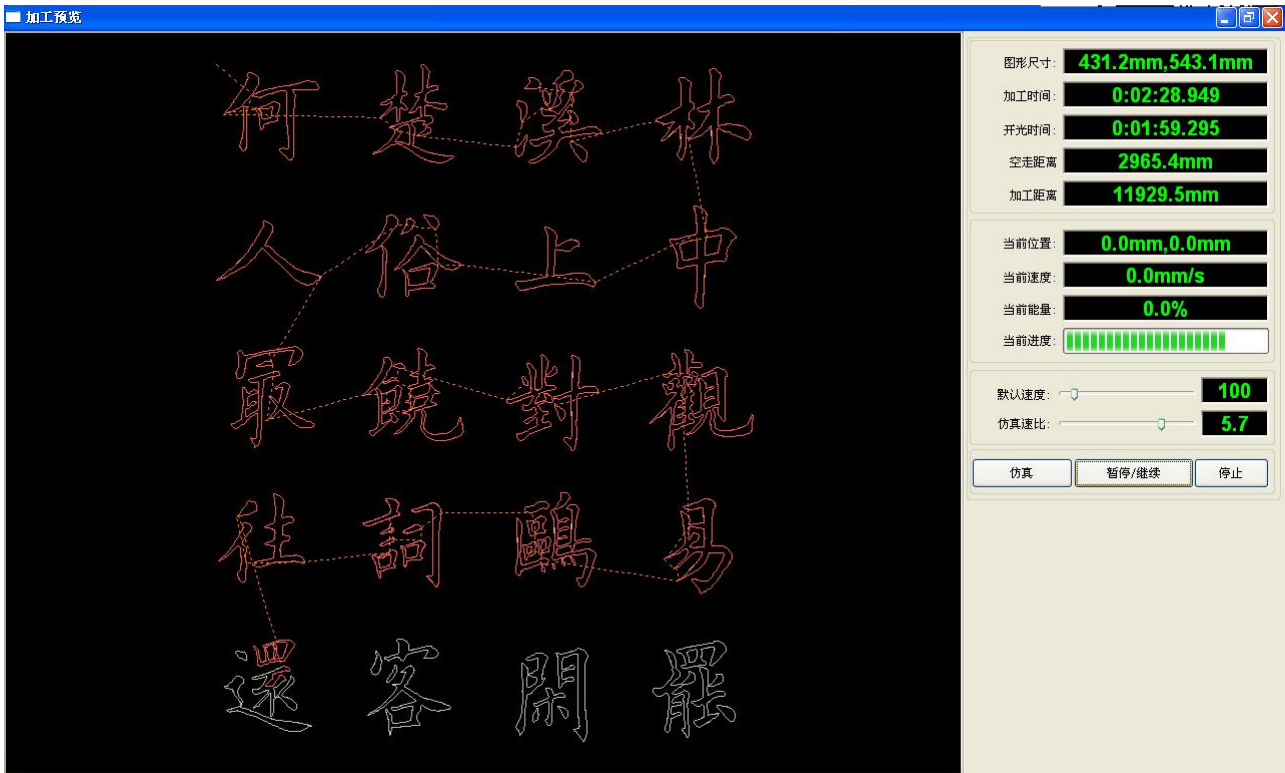 加工预览
何楚溪林
人俗上中
冣饒對觀
往詞鷗易
還客閑罷
图形尺寸: 431.2mm,543.1mm
加工时间: 0:02:28.949
开光时间: 0:01:59.295
空走距离 2965.4mm
加工距离 11929.5mm
当前位置: 0.0mm,0.0mm
当前速度: 0.0mm/s
当前能量: 0.0%
当前进度:
默认速度: 100
仿真速比: 5.7
仿真 暂停/继续 停止